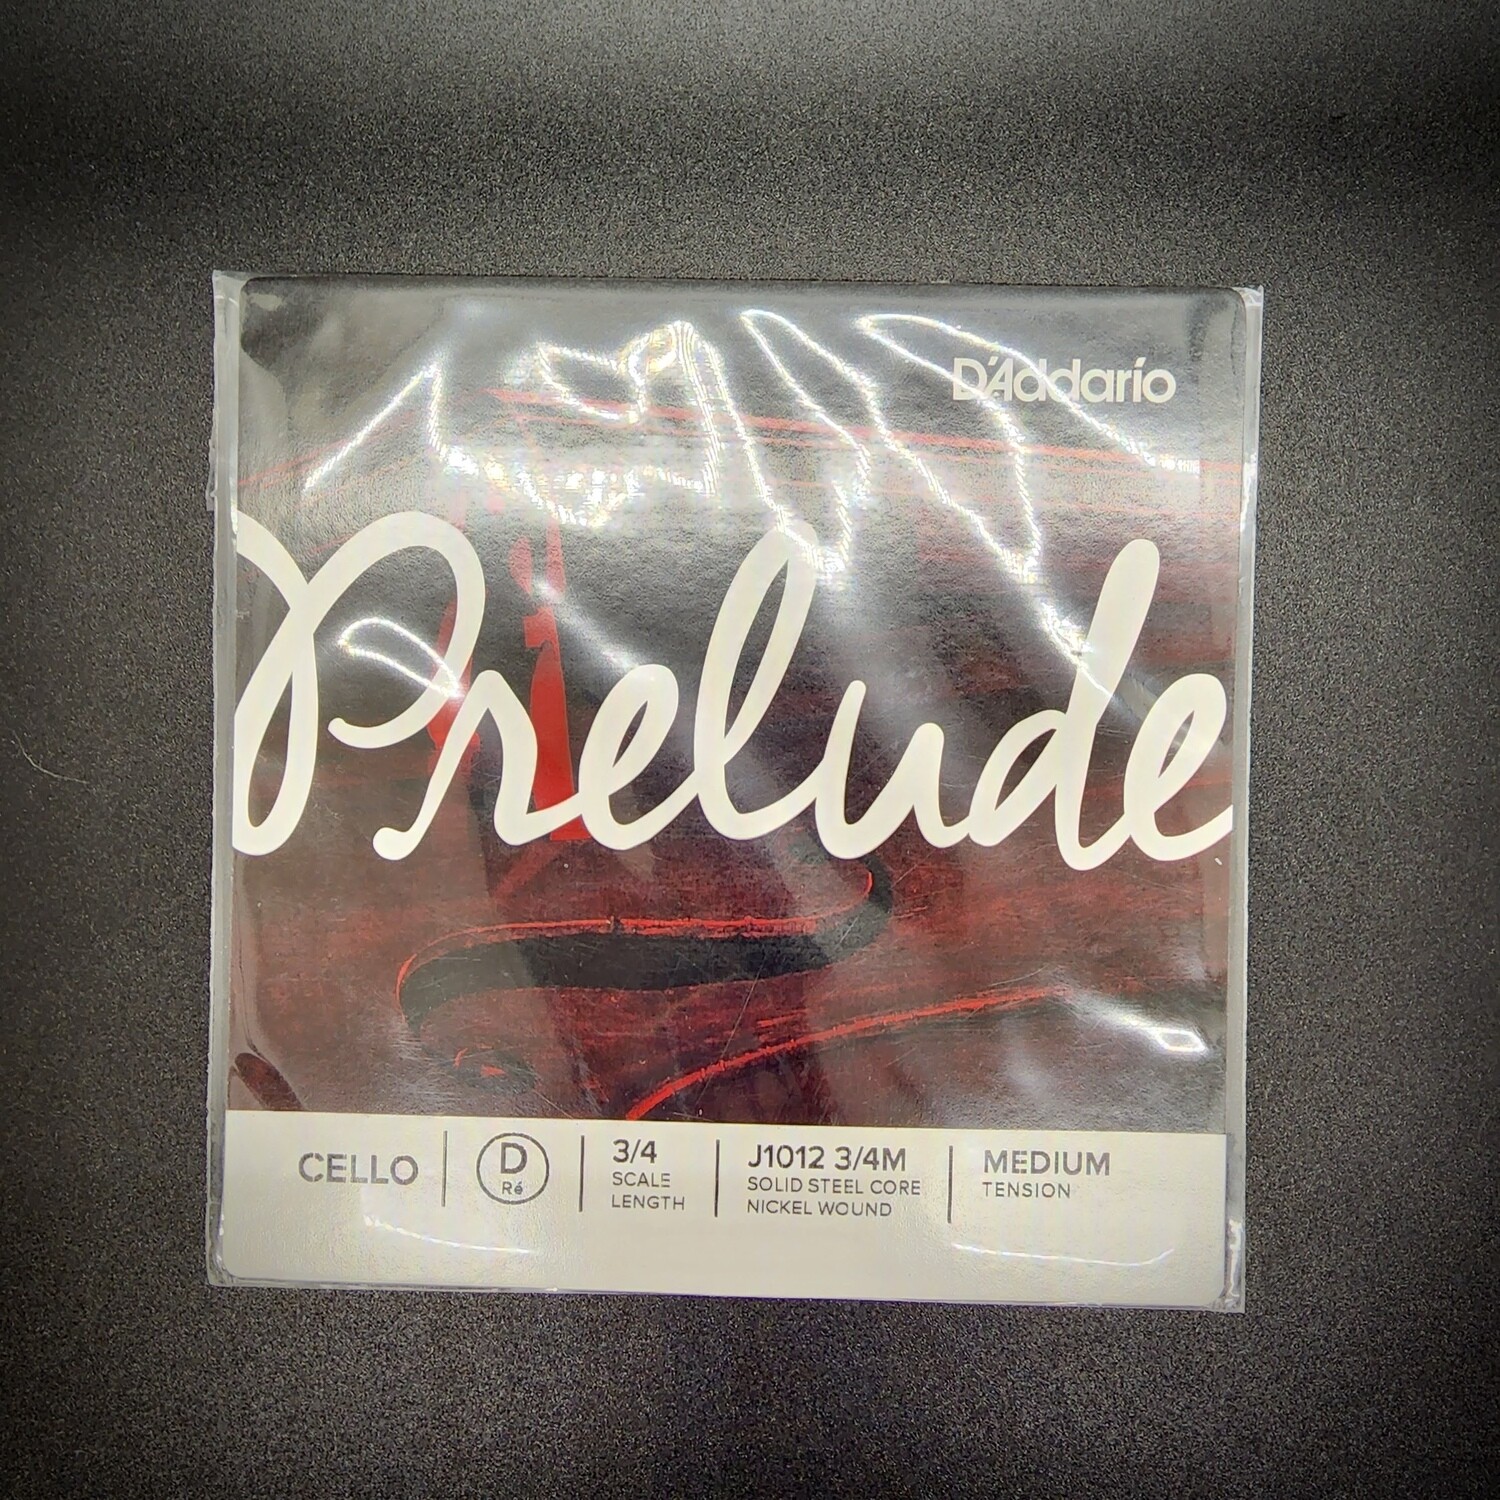 D'Addario
Prelude
CELLO
D
Ré
3/4
SCALE
LENGTH
J1012 3/4M
SOLID STEEL CORE
NICKEL WOUND
MEDIUM
TENSION